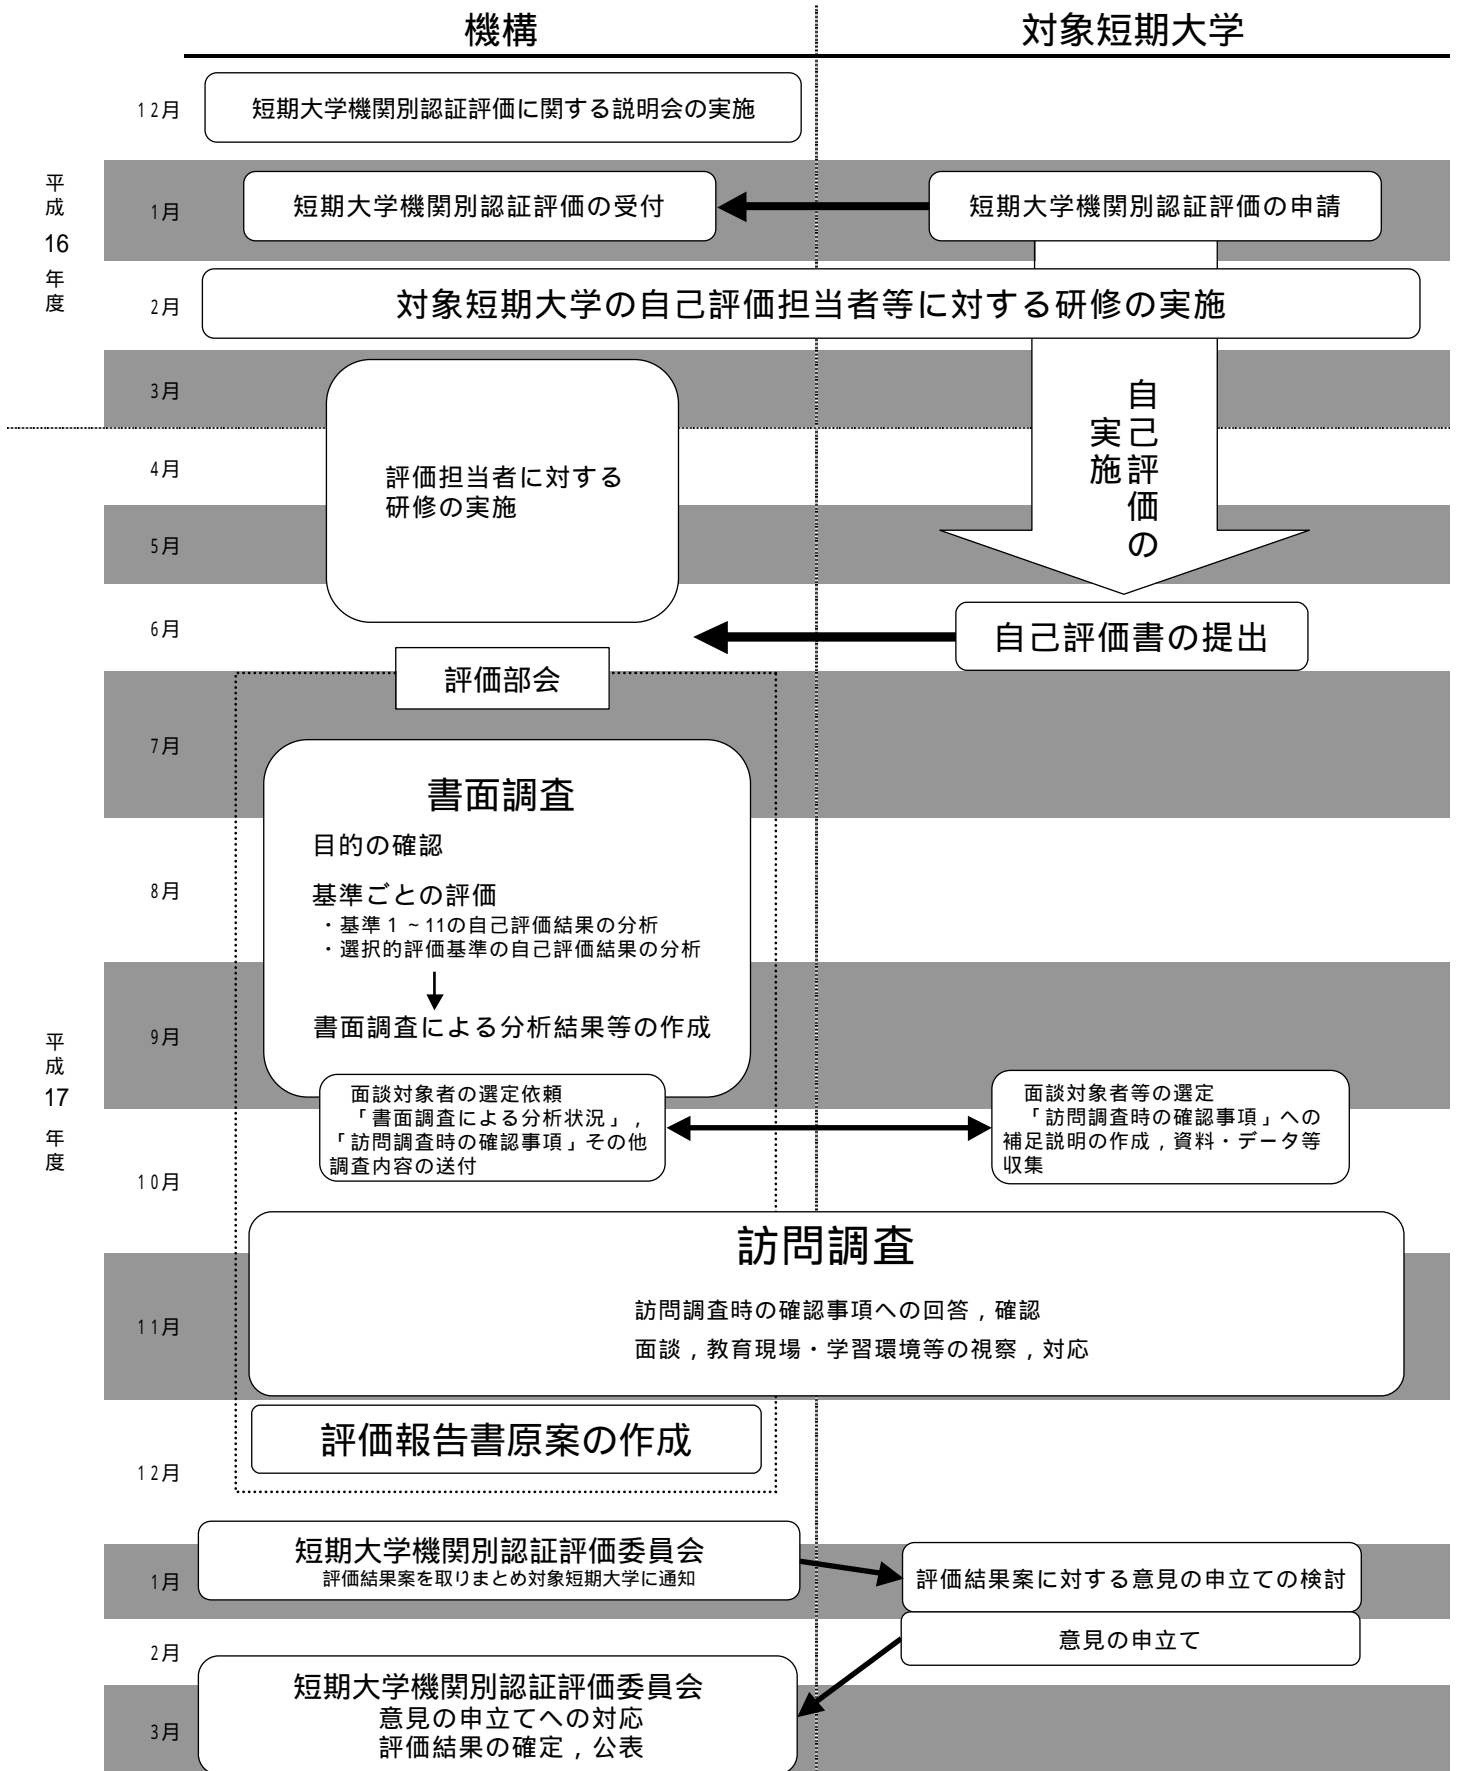 機構
対象短期大学
平成16年度
12月
短期大学機関別認証評価に関する説明会の実施
1月
短期大学機関別認証評価の受付
短期大学機関別認証評価の申請
2月
対象短期大学の自己評価担当者等に対する研修の実施
3月
自己評価の
実施
平成17年度
4月
評価担当者に対する
研修の実施
5月
6月
自己評価書の提出
評価部会
7月
書面調査
目的の確認
8月
基準ごとの評価
・基準１~11の自己評価結果の分析
・選択的評価基準の自己評価結果の分析
9月
書面調査による分析結果等の作成
面談対象者の選定依頼
「書面調査による分析状況」，
「訪問調査時の確認事項」その他
調査内容の送付
面談対象者等の選定
「訪問調査時の確認事項」への
補足説明の作成，資料・データ等
収集
10月
訪問調査
11月
訪問調査時の確認事項への回答，確認
面談，教育現場・学習環境等の視察，対応
評価報告書原案の作成
12月
短期大学機関別認証評価委員会
評価結果案を取りまとめ対象短期大学に通知
1月
評価結果案に対する意見の申立ての検討
意見の申立て
2月
短期大学機関別認証評価委員会
意見の申立てへの対応
評価結果の確定，公表
3月